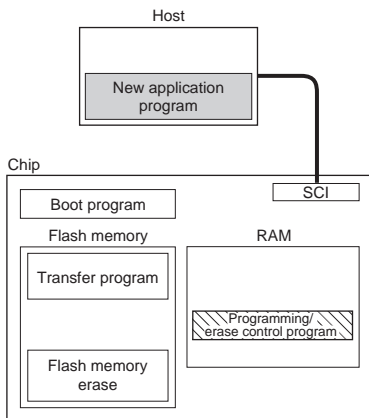 Host
New application
program
Chip
SCI
Boot program
Flash memory
RAM
Transfer program
Programming/
erase control program
Flash memory
erase